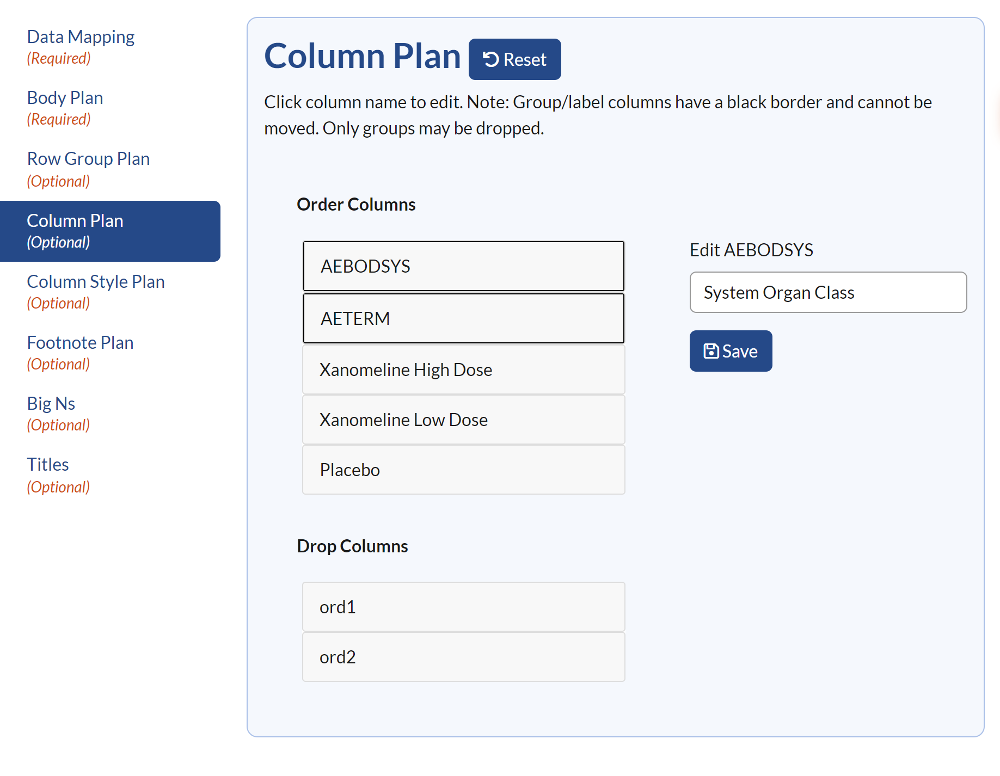 Data Mapping
(Required)
Body Plan
(Required)
Row Group Plan
(Optional)
Column Plan
(Optional)
Column Style Plan
(Optional)
Footnote Plan
(Optional)
Big Ns
(Optional)
Titles
(Optional)
Column Plan
Reset
Click column name to edit. Note: Group/label columns have a black border and cannot be
moved. Only groups may be dropped.
Order Columns
AEBODSYS
AETERM
Xanomeline High Dose
Xanomeline Low Dose
Placebo
Edit AEBODSYS
System Organ Class
Save
Drop Columns
ord1
ord2